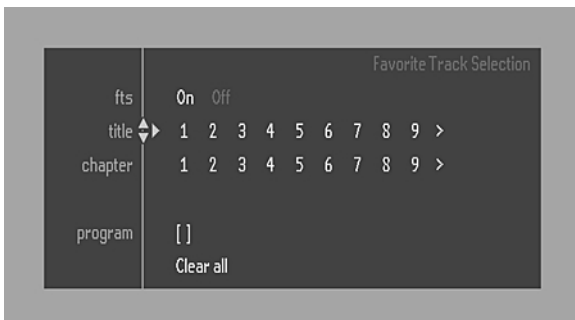 Favorite Track Selection
fts On Off
title 1 2 3 4 5 6 7 8 9 >
chapter 1 2 3 4 5 6 7 8 9 >
program [ ]
Clear all